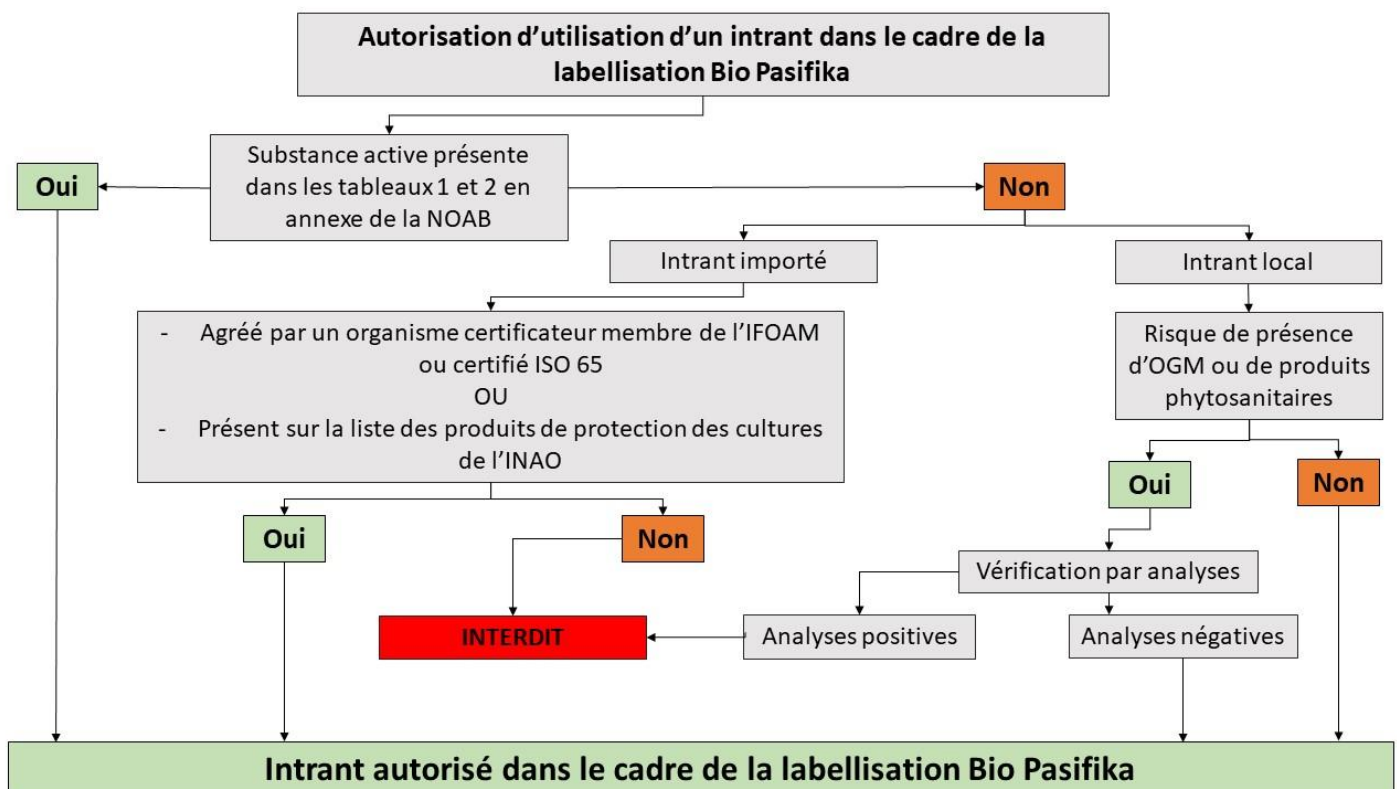 Autorisation d’utilisation d’un intrant dans le cadre de la
labellisation Bio Pasifika
Substance active présente
dans les tableaux 1 et 2 en
annexe de la NOAB
Oui
Non
Intrant importé
Intrant local
- Agréé par un organisme certificateur membre de l’IFOAM
ou certifié ISO 65
OU
- Présent sur la liste des produits de protection des cultures
de l’INAO
Risque de présence
d’OGM ou de produits
phytosanitaires
Oui
Non
Oui
Non
Vérification par analyses
INTERDIT
Analyses positives
Analyses négatives
Intrant autorisé dans le cadre de la labellisation Bio Pasifika